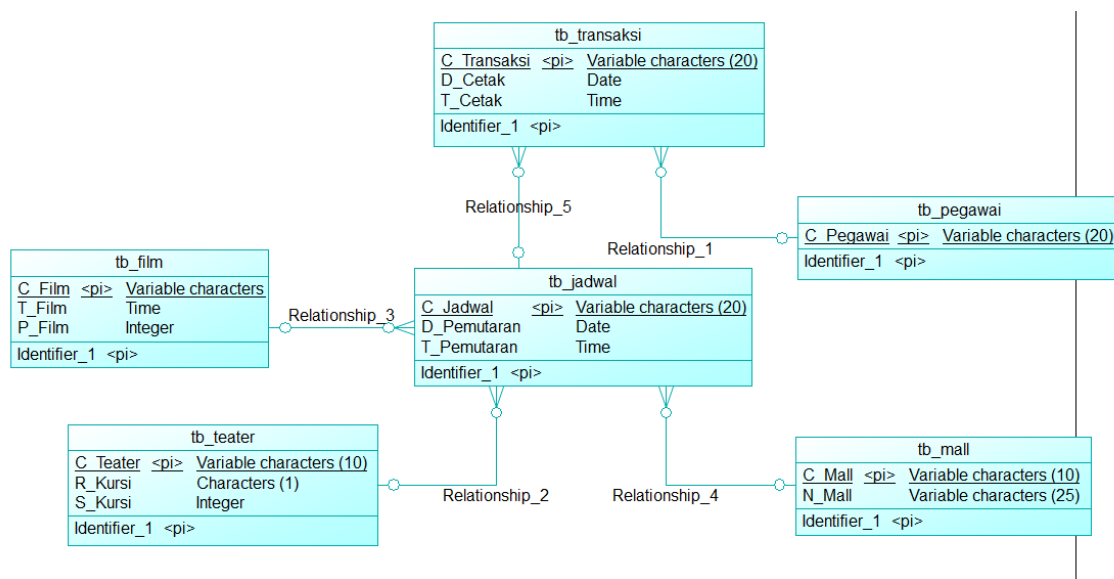 tb_transaksi
C_Transaksi <pi> Variable characters (20)
D_Cetak Date
T_Cetak Time
Identifier_1 <pi>
Relationship_5
Relationship_1
tb_pegawai
C_Pegawai <pi> Variable characters (20)
Identifier_1 <pi>
tb_film
C_Film <pi> Variable characters
T_Film Time
P_Film Integer
Identifier_1 <pi>
Relationship_3
tb_jadwal
C_Jadwal <pi> Variable characters (20)
D_Pemutaran Date
T_Pemutaran Time
Identifier_1 <pi>
tb_teater
C_Teater <pi> Variable characters (10)
R_Kursi Characters (1)
S_Kursi Integer
Identifier_1 <pi>
Relationship_2
Relationship_4
tb_mall
C_Mall <pi> Variable characters (10)
N_Mall Variable characters (25)
Identifier_1 <pi>